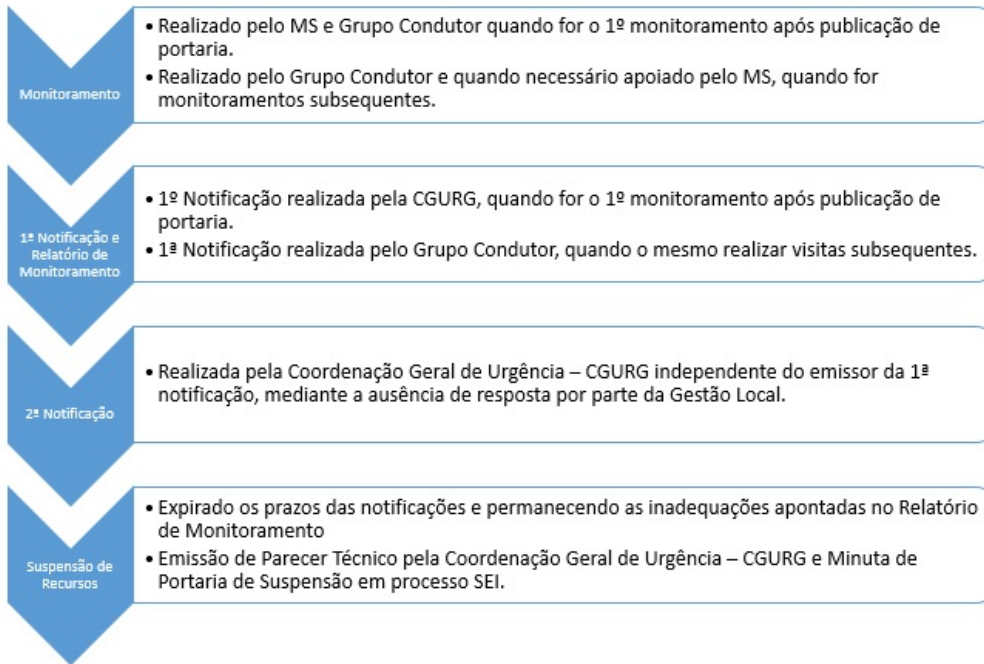 Monitoramento
• Realizado pelo MS e Grupo Condutor quando for o 1º monitoramento após publicação de
portaria.
• Realizado pelo Grupo Condutor e quando necessário apoiado pelo MS, quando for
monitoramentos subsequentes.
1ª Notificação e
Relatório de
Monitoramento
• 1º Notificação realizada pela CGURG, quando for o 1º monitoramento após publicação de
portaria.
• 1ª Notificação realizada pelo Grupo Condutor, quando o mesmo realizar visitas subsequentes.
2ª Notificação
• Realizada pela Coordenação Geral de Urgência – CGURG independente do emissor da 1ª
notificação, mediante a ausência de resposta por parte da Gestão Local.
Suspensão de
Recursos
• Expirado os prazos das notificações e permanecendo as inadequações apontadas no Relatório
de Monitoramento
• Emissão de Parecer Técnico pela Coordenação Geral de Urgência – CGURG e Minuta de
Portaria de Suspensão em processo SEI.